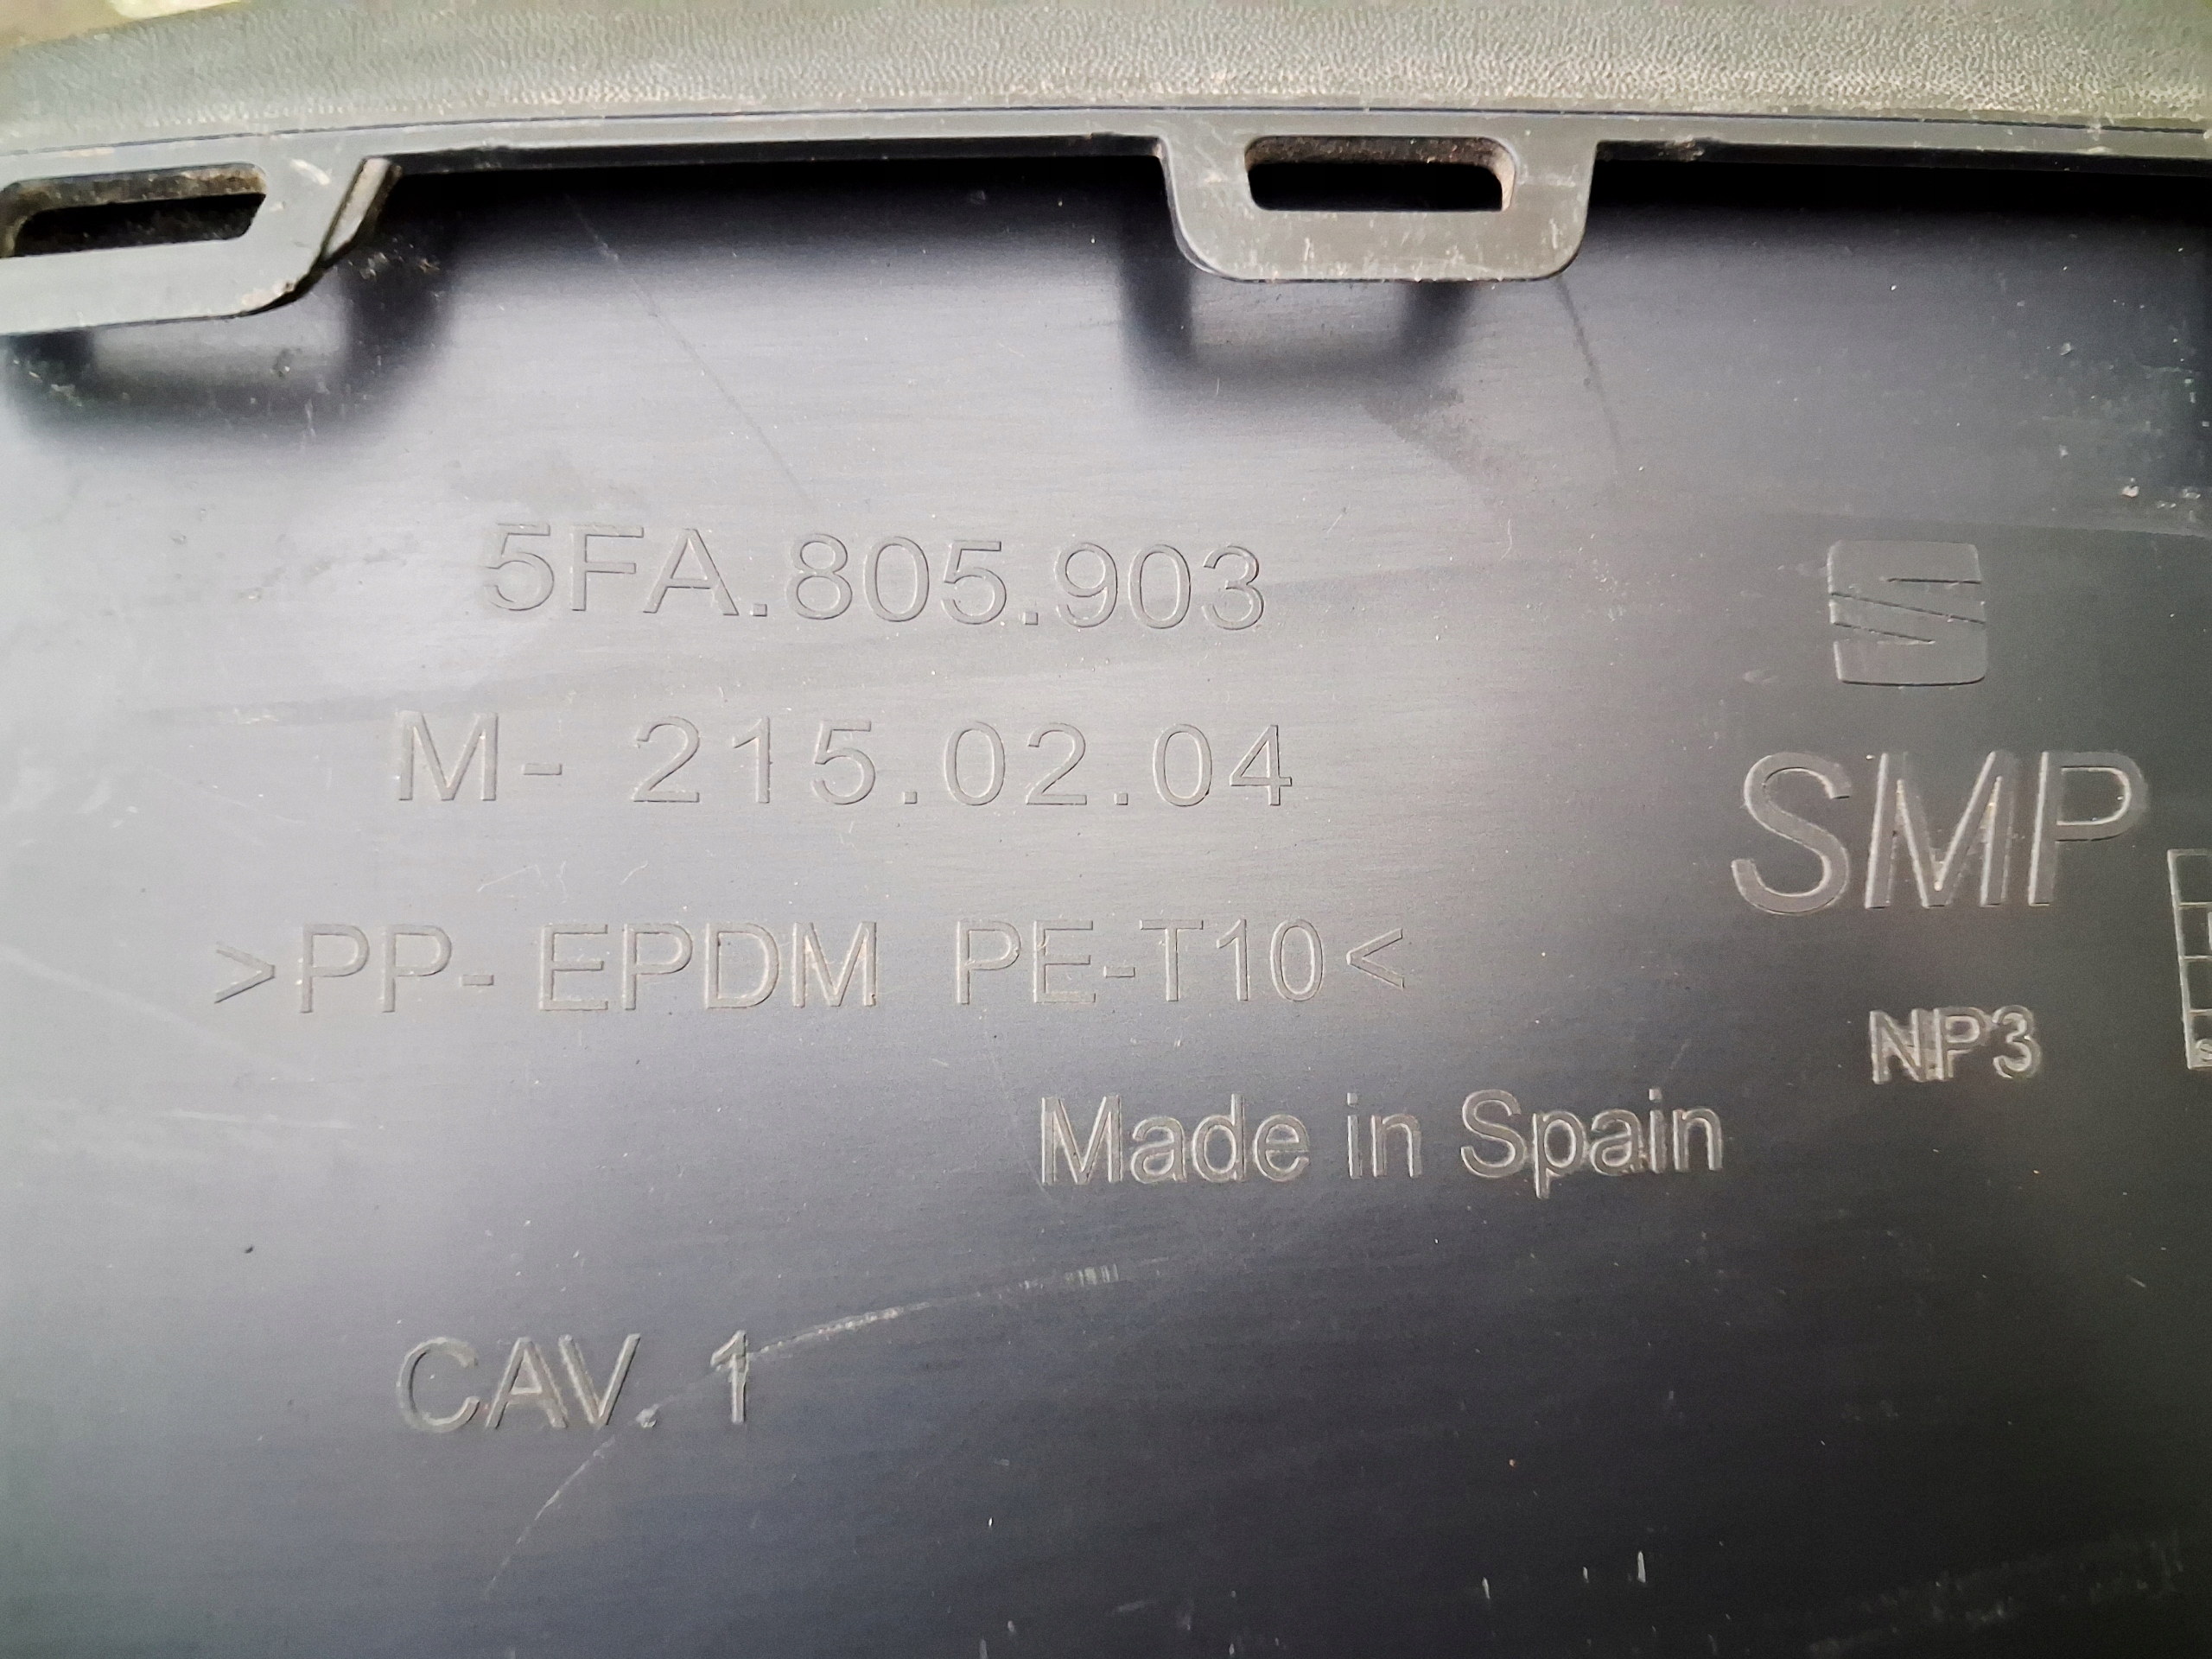 5FA.805.903
M- 215.02.04
SMP
>PP- EPDM PE-T10<
NP3
Made in Spain
CAV. 1